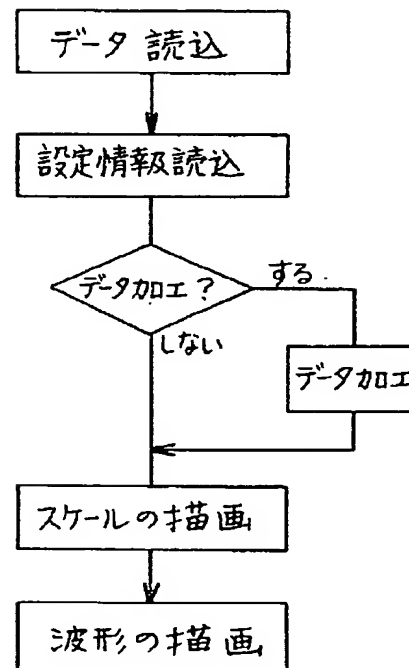 データ 読込
設定情報読込
データ加工?
する
しない
データ加工
スケールの描画
波形の描画